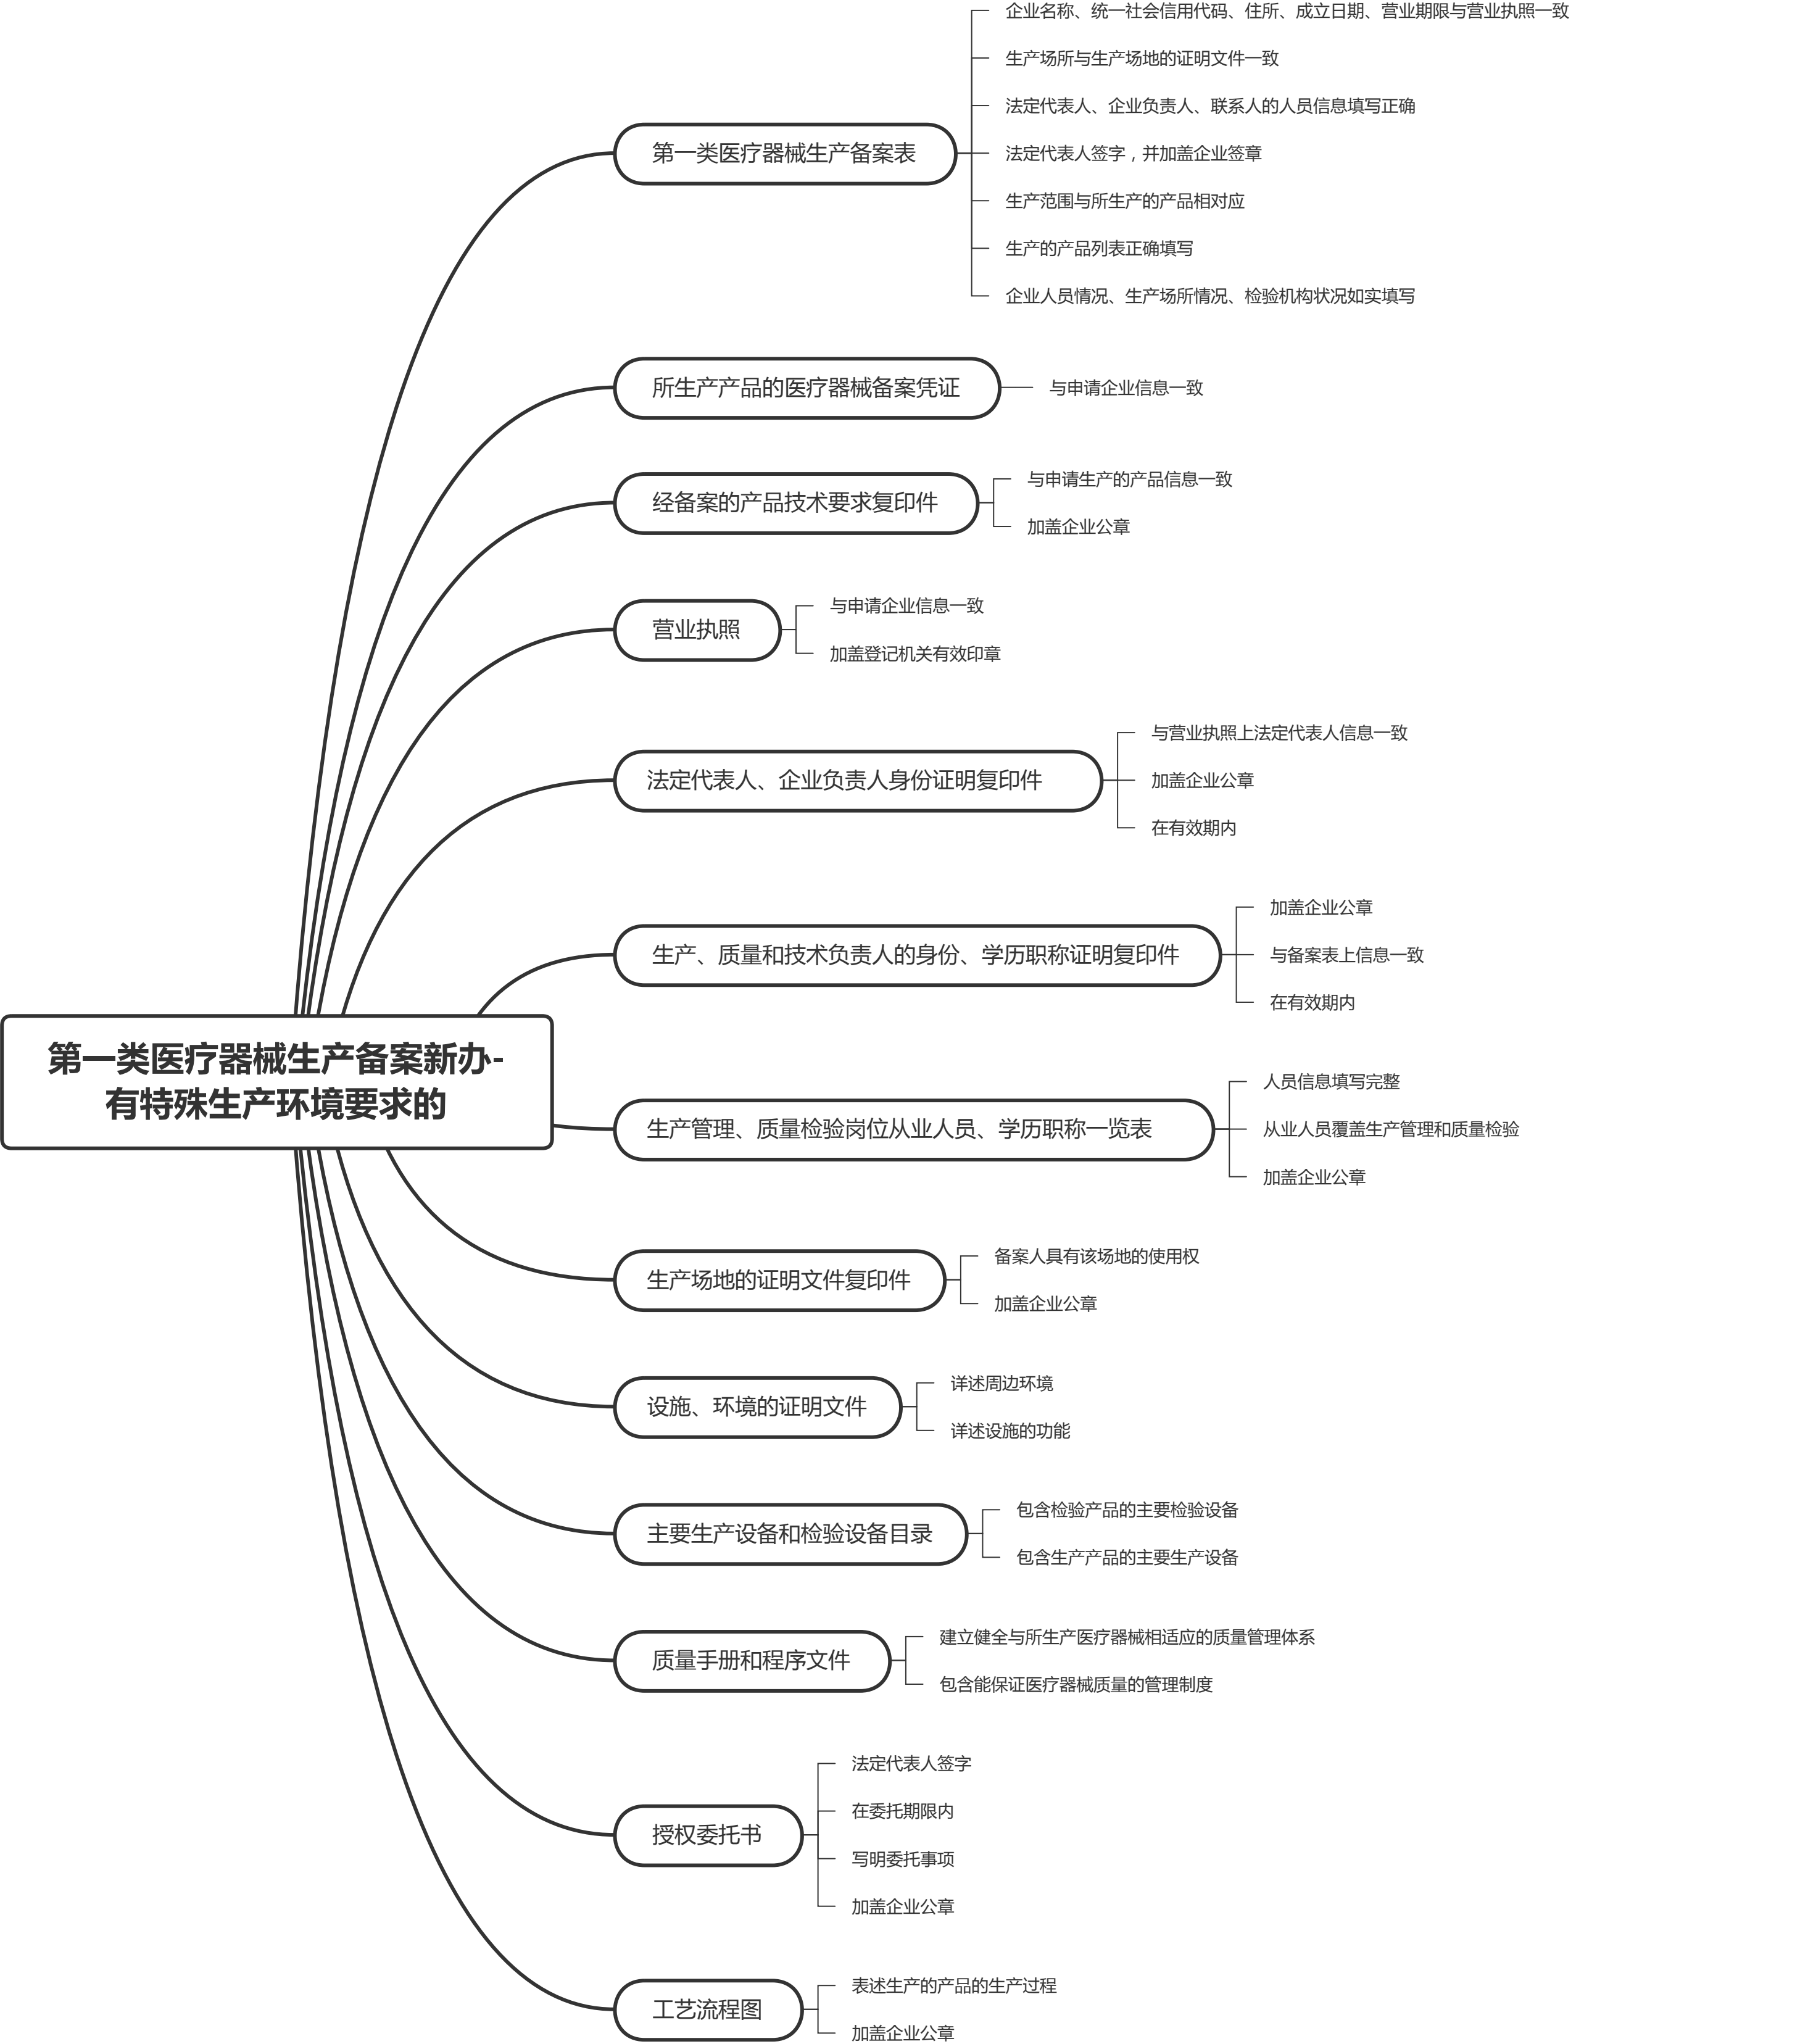 第一类医疗器械生产备案新办-
有特殊生产环境要求的
第一类医疗器械生产备案表
企业名称、统一社会信用代码、住所、成立日期、营业期限与营业执照一致
生产场所与生产场地的证明文件一致
法定代表人、企业负责人、联系人的人员信息填写正确
法定代表人签字，并加盖企业签章
生产范围与所生产的产品相对应
生产的产品列表正确填写
企业人员情况、生产场所情况、检验机构状况如实填写
所生产产品的医疗器械备案凭证
与申请企业信息一致
经备案的产品技术要求复印件
与申请生产的产品信息一致
加盖企业公章
营业执照
与申请企业信息一致
加盖登记机关有效印章
法定代表人、企业负责人身份证明复印件
与营业执照上法定代表人信息一致
加盖企业公章
在有效期内
生产、质量和技术负责人的身份、学历职称证明复印件
加盖企业公章
与备案表上信息一致
在有效期内
生产管理、质量检验岗位从业人员、学历职称一览表
人员信息填写完整
从业人员覆盖生产管理和质量检验
加盖企业公章
生产场地的证明文件复印件
备案人具有该场地的使用权
加盖企业公章
设施、环境的证明文件
详述周边环境
详述设施的功能
主要生产设备和检验设备目录
包含检验产品的主要检验设备
包含生产产品的主要生产设备
质量手册和程序文件
建立健全与所生产医疗器械相适应的质量管理体系
包含能保证医疗器械质量的管理制度
授权委托书
法定代表人签字
在委托期限内
写明委托事项
加盖企业公章
工艺流程图
表述生产的产品的生产过程
加盖企业公章